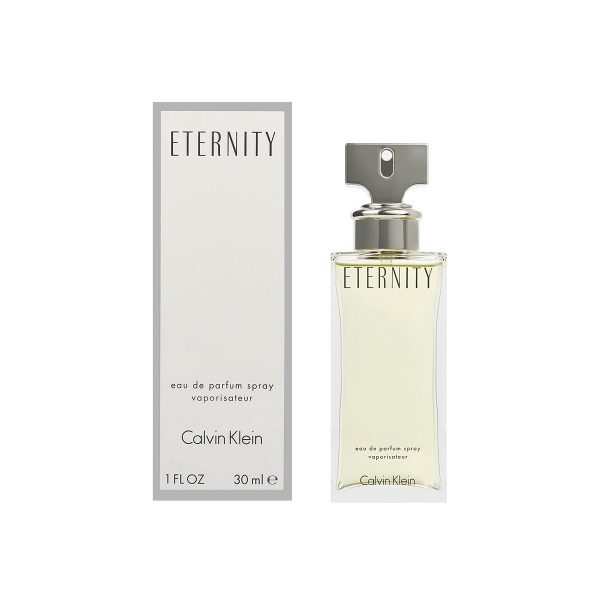 ETERNITY
eau de parfum spray
vaporisateur
Calvin Klein
1 FL OZ 30 ml ℮
ETERNITY
eau de parfum spray
vaporisateur
Calvin Klein